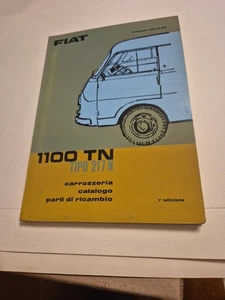 FIAT
1100 TN
TIPO 217 N
carrozzeria
catalogo
parti di ricambio
1ª edizione